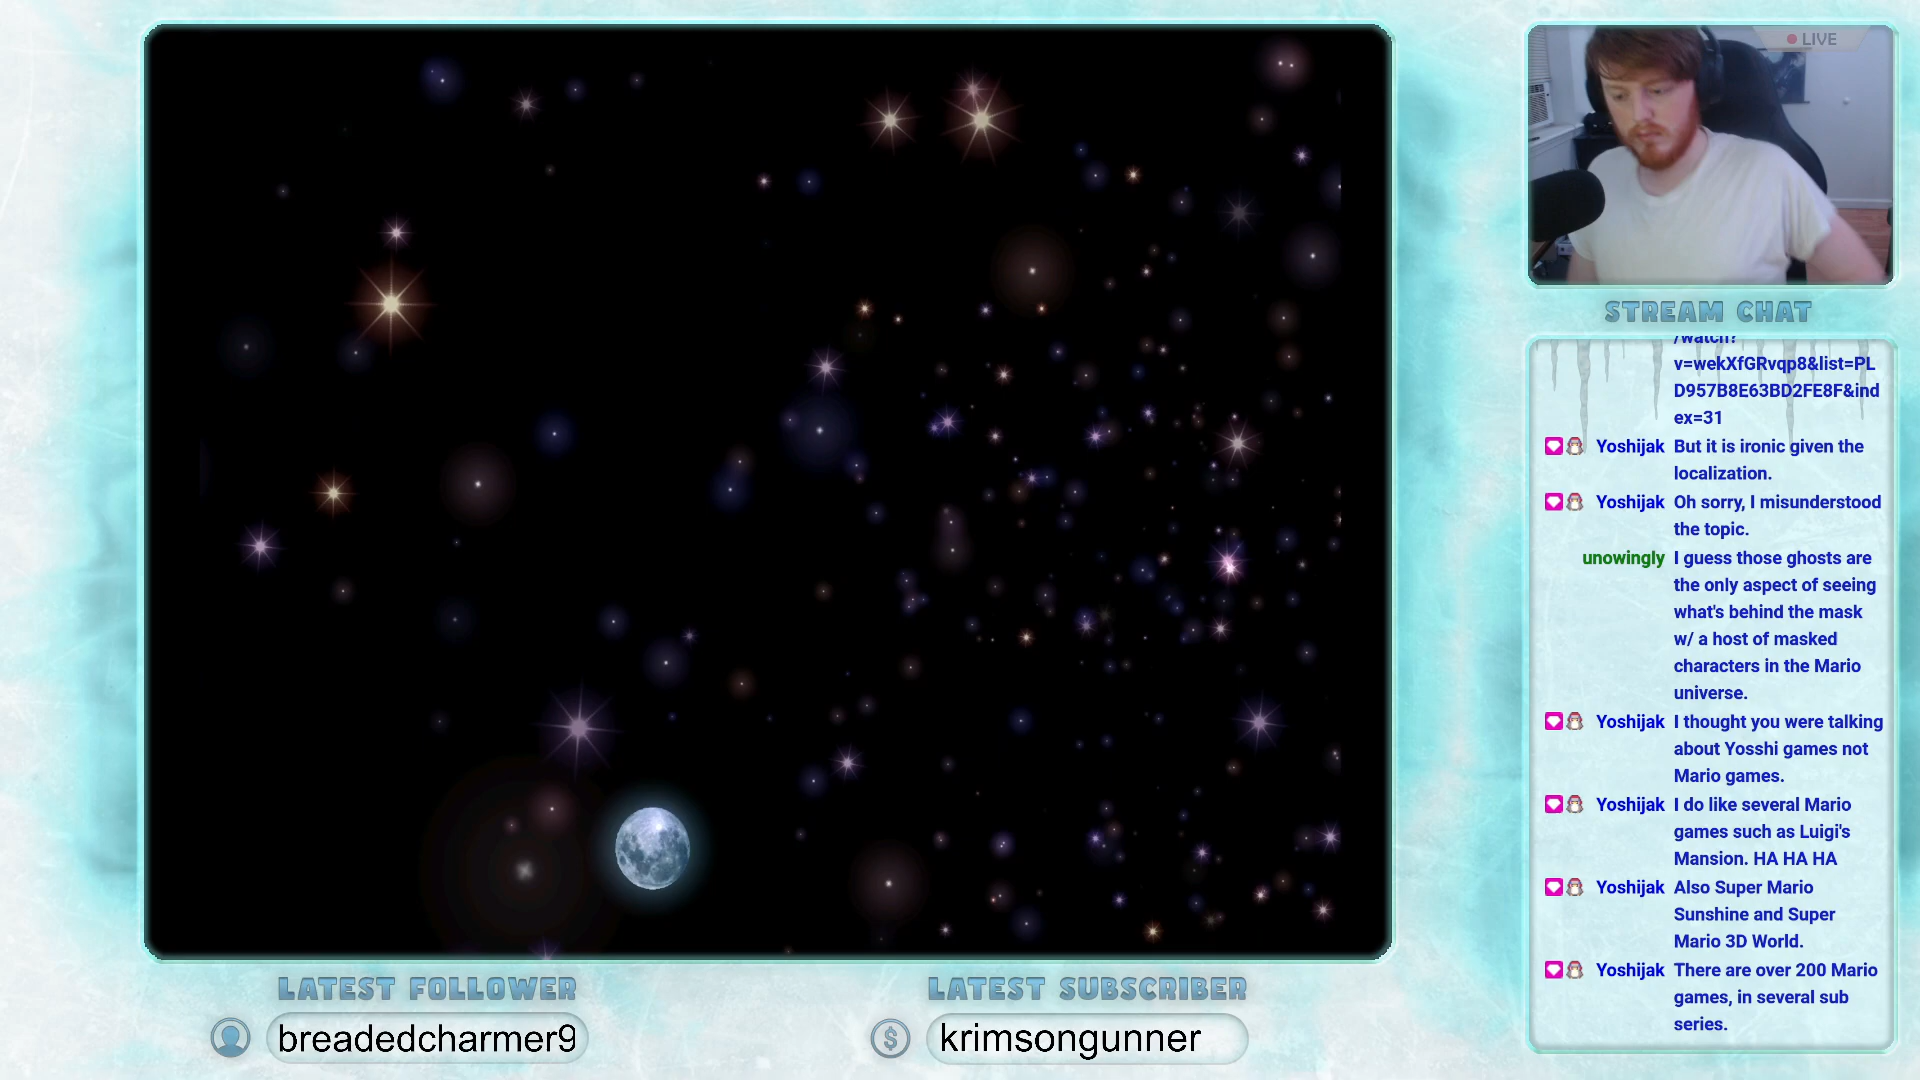 LIVE
STREAM CHAT
/watch?
v=wekXfGRvqp8&list=PL
D957B8E63BD2FE8F&ind
ex=31
Yoshijak But it is ironic given the
localization.
Yoshijak Oh sorry, I misunderstood
the topic.
unowingly I guess those ghosts are
the only aspect of seeing
what's behind the mask
w/ a host of masked
characters in the Mario
universe.
Yoshijak I thought you were talking
about Yosshi games not
Mario games.
Yoshijak I do like several Mario
games such as Luigi's
Mansion. HA HA HA
Yoshijak Also Super Mario
Sunshine and Super
Mario 3D World.
Yoshijak There are over 200 Mario
games, in several sub
series.
LATEST FOLLOWER
breadedcharmer9
LATEST SUBSCRIBER
$ krimsongunner